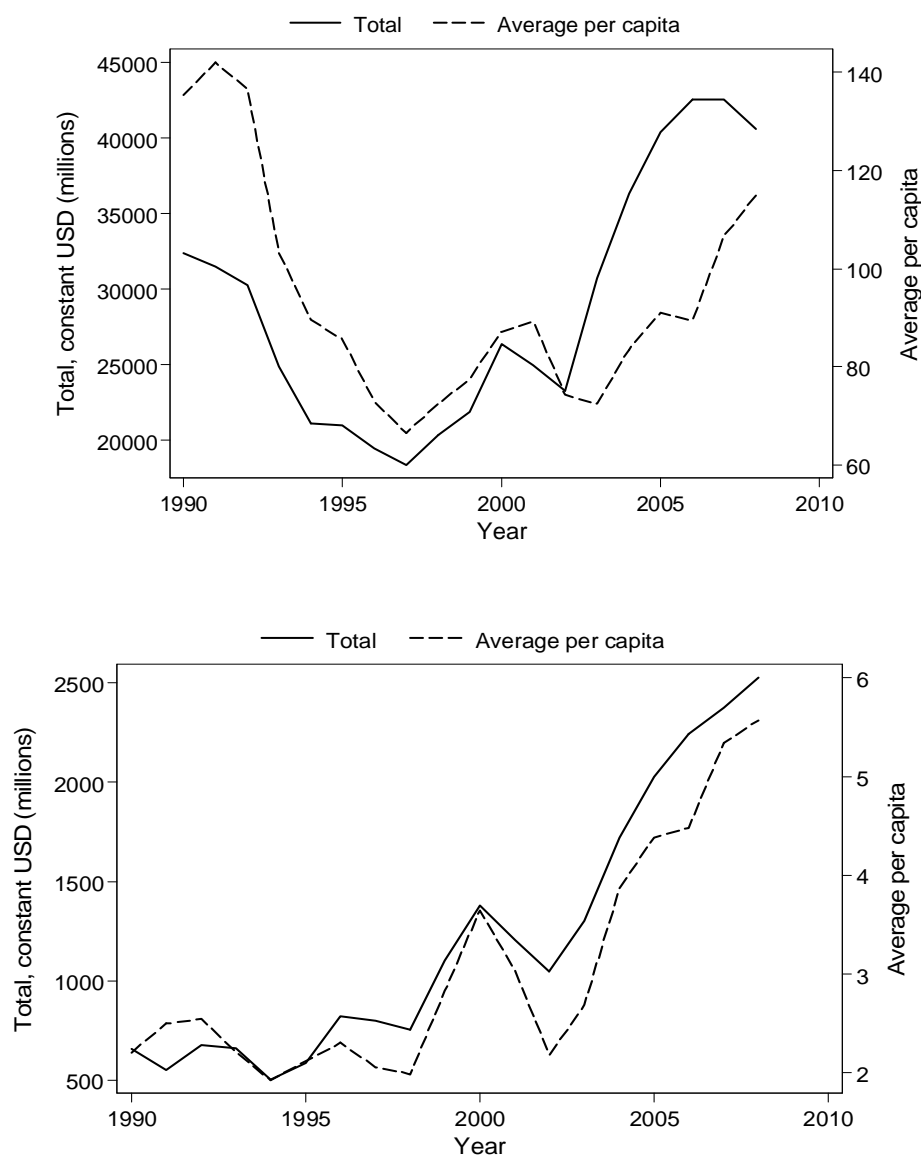 Total Average per capita
45000
40000
35000
30000
25000
20000
140
120
100
80
60
Total, constant USD (millions)
Average per capita
1990 1995 2000 2005 2010
Year
Total Average per capita
2500
2000
1500
1000
500
6
5
4
3
2
Total, constant USD (millions)
Average per capita
1990 1995 2000 2005 2010
Year